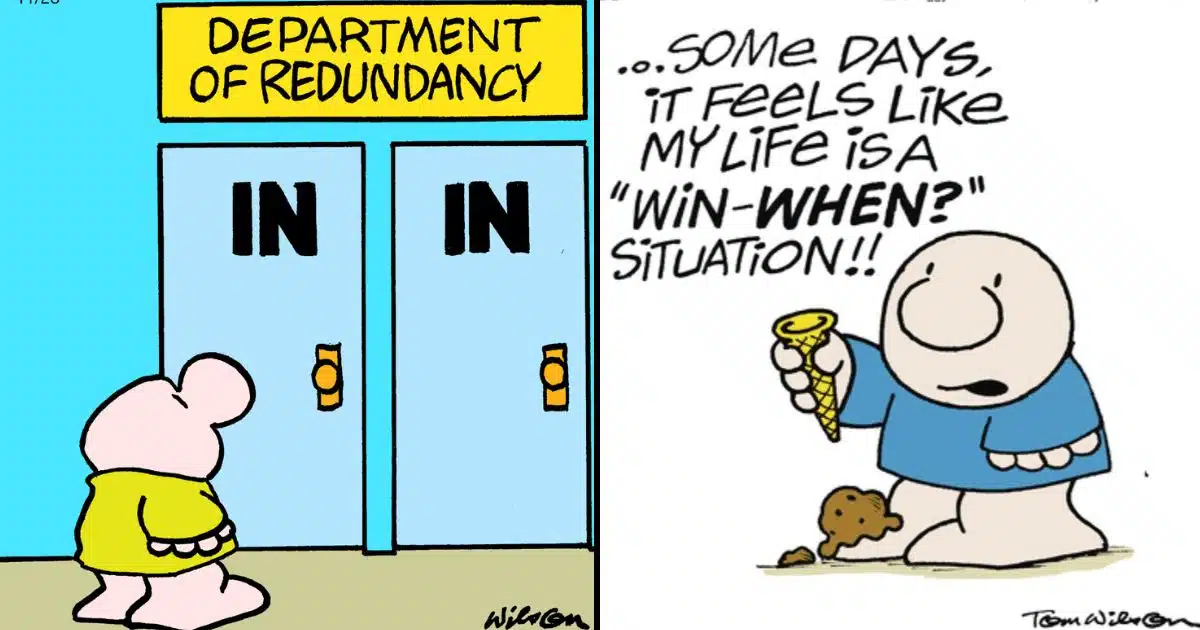 DEPARTMENT
OF REDUNDANCY
IN IN
Wilson
...SOME DAYS,
IT FEELS LIKE
MY LIFE IS A
"WIN-WHEN?"
SITUATION!!
Tom Wilson